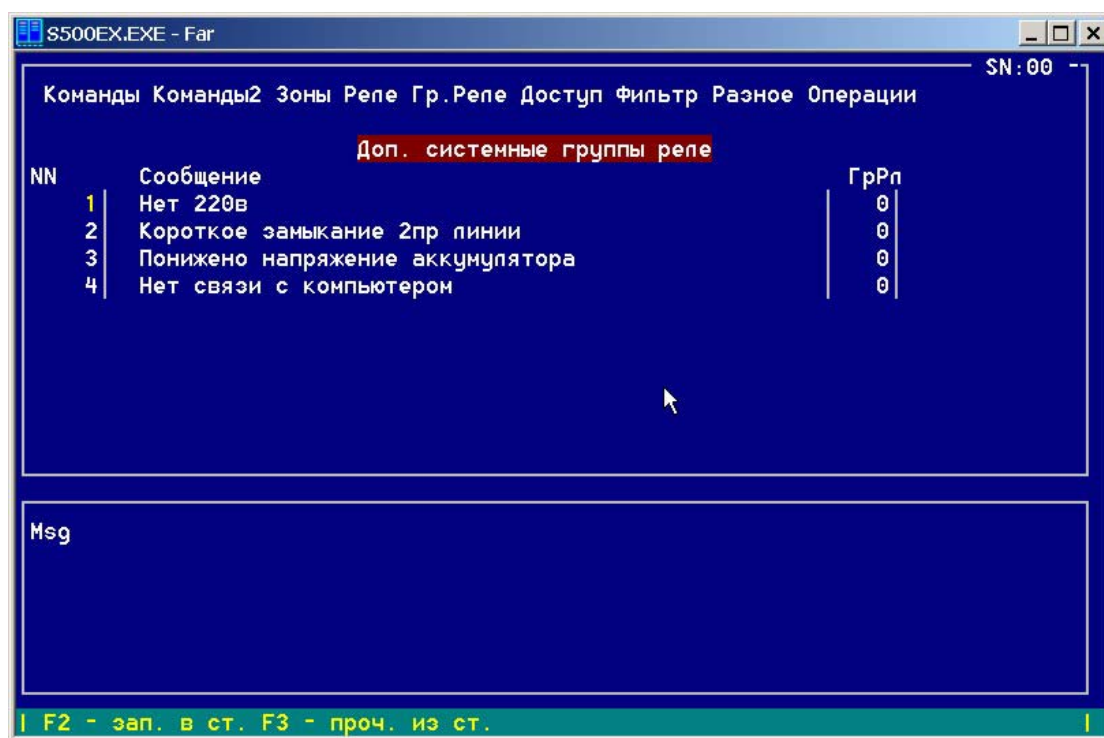 S500EX.EXE - Far
SN:00
Команды Команды2 Зоны Реле Гр.Реле Доступ Фильтр Разное Операции
Доп. системные группы реле
NN Сообщение ГрРл
1 Нет 220в 0
2 Короткое замыкание 2пр линии 0
3 Понижено напряжение аккумулятора 0
4 Нет связи с компьютером 0
Msg
F2 - зап. в ст. F3 - проч. из ст.